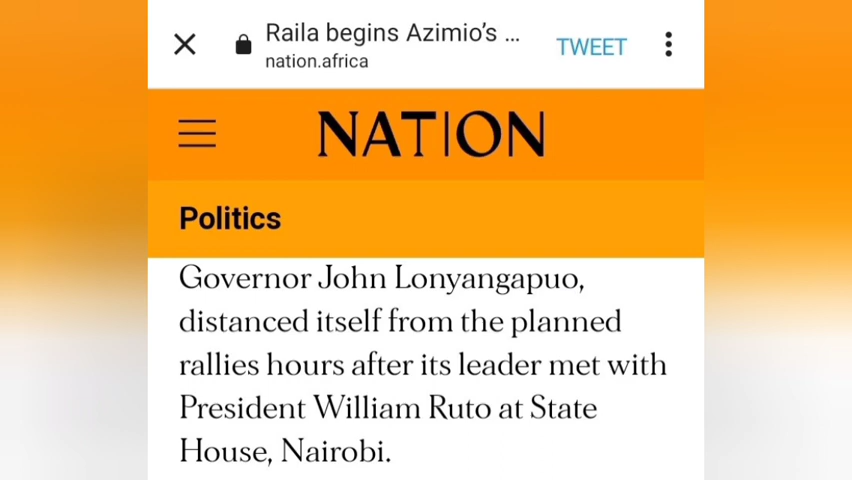 Raila begins Azimio’s ...
nation.africa
TWEET
NATION
Politics
Governor John Lonyangapuo,
distanced itself from the planned
rallies hours after its leader met with
President William Ruto at State
House, Nairobi.